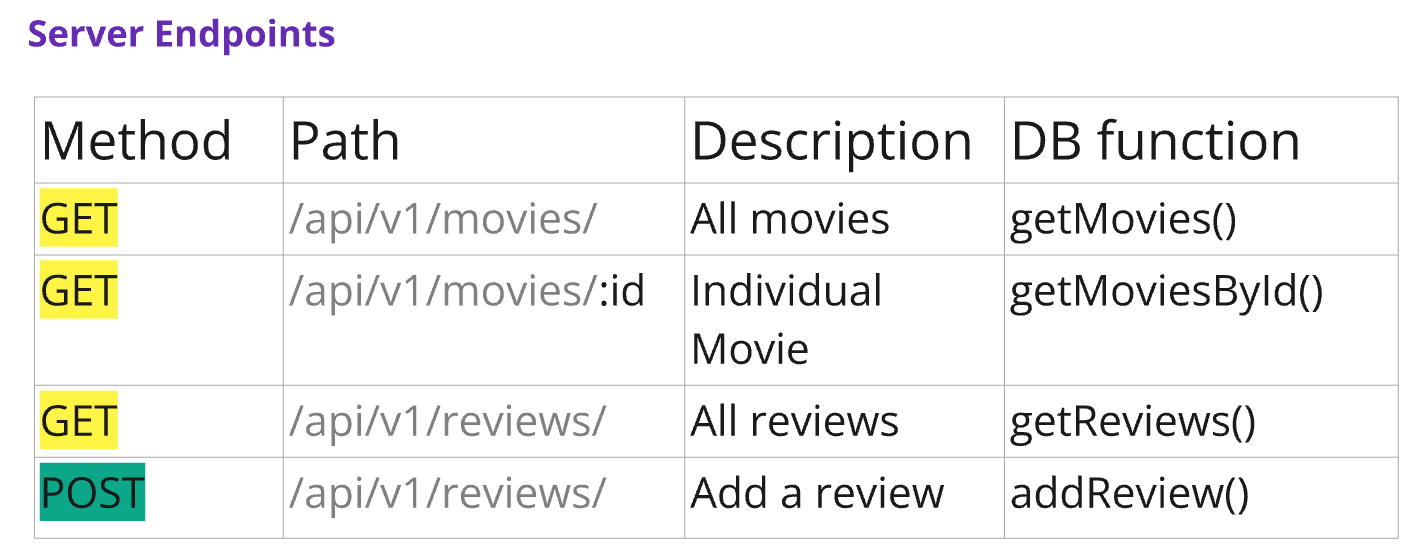 Server Endpoints
Method Path Description DB function
GET /api/v1/movies/ All movies getMovies()
GET /api/v1/movies/:id Individual getMoviesById()
Movie
GET /api/v1/reviews/ All reviews getReviews()
POST /api/v1/reviews/ Add a review addReview()